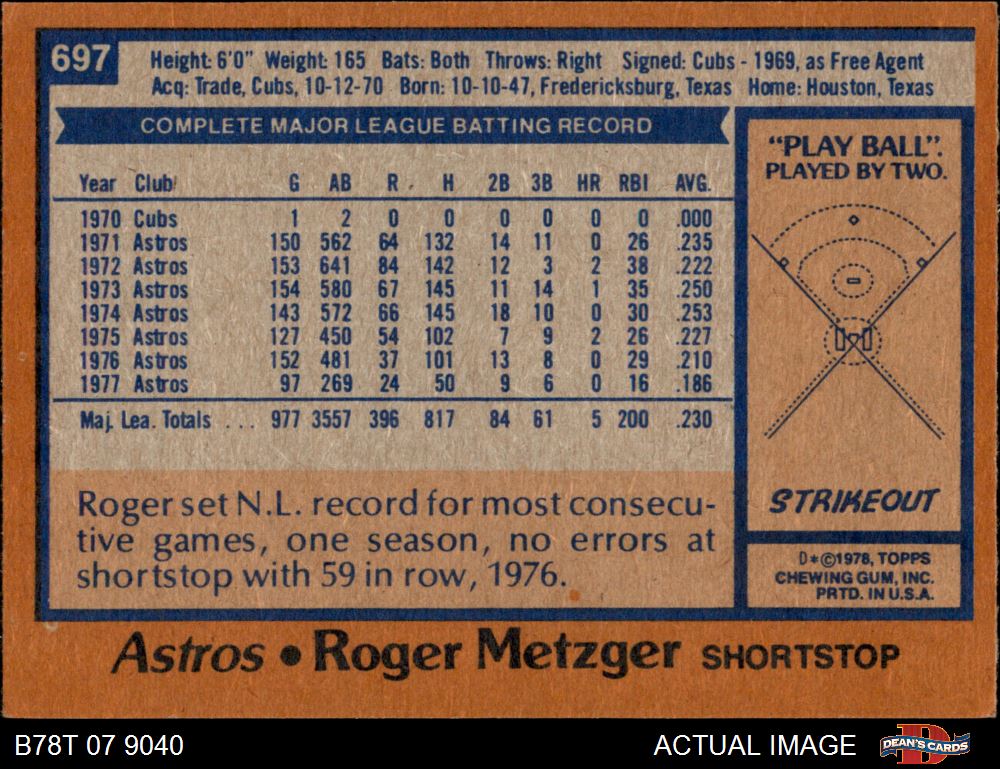 697
Height: 6'0" Weight: 165 Bats: Both Throws: Right Signed: Cubs - 1969, as Free Agent
Acq: Trade, Cubs, 10-12-70 Born: 10-10-47, Fredericksburg, Texas Home: Houston, Texas
COMPLETE MAJOR LEAGUE BATTING RECORD
Year Club G AB R H 2B 3B HR RBI AVG.
1970 Cubs 1 2 0 0 0 0 0 0 .000
1971 Astros 150 562 64 132 14 11 0 26 .235
1972 Astros 153 641 84 142 12 3 2 38 .222
1973 Astros 154 580 67 145 11 14 1 35 .250
1974 Astros 143 572 66 145 18 10 0 30 .253
1975 Astros 127 450 54 102 7 9 2 26 .227
1976 Astros 152 481 37 101 13 8 0 29 .210
1977 Astros 97 269 24 50 9 6 0 16 .186
Maj. Lea. Totals . . . 977 3557 396 817 84 61 5 200 .230
Roger set N.L. record for most consecu-
tive games, one season, no errors at
shortstop with 59 in row, 1976.
"PLAY BALL".
PLAYED BY TWO.
STRIKEOUT
D*©1978, TOPPS
CHEWING GUM, INC.
PRTD. IN U.S.A.
Astros • Roger Metzger SHORTSTOP
B78T 07 9040
ACTUAL IMAGE
D
DEAN'S CARDS